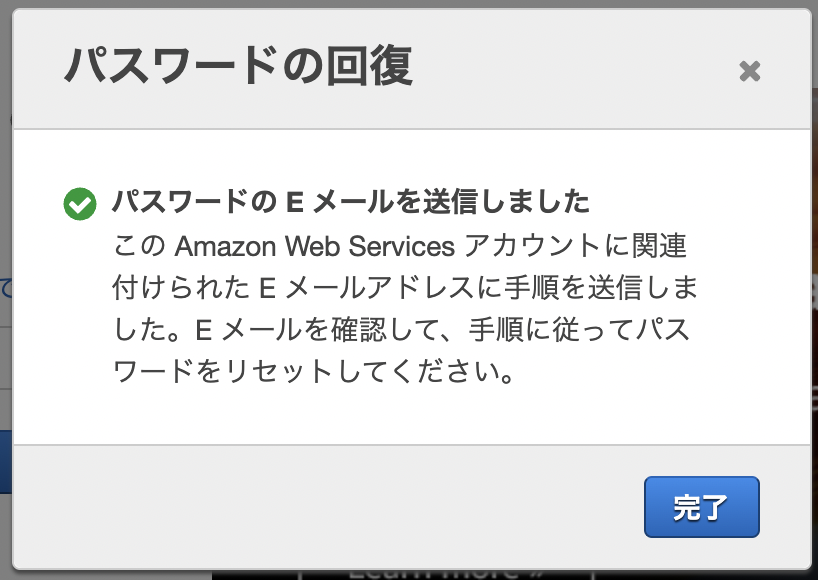 パスワードの回復
パスワードの E メールを送信しました
この Amazon Web Services アカウントに関連
付けられた E メールアドレスに手順を送信しま
した。E メールを確認して、手順に従ってパス
ワードをリセットしてください。
完了
Learn more »